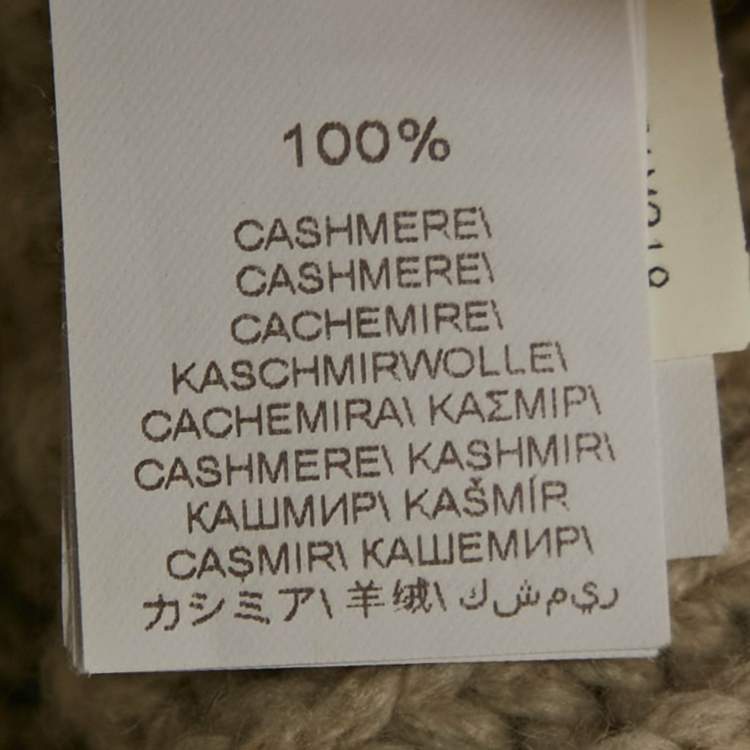 100%
CASHMERE\
CASHMERE\
CACHEMIRE\
KASCHMIRWOLLE\
CACHEMIRA\ ΚΑΣΜΙΡ\
CASHMERE\ KASHMIR\
КАШМИР\ KAŠMÍR
CAŞMIR\ КАШЕМИР\
カシミア\ 羊绒\ ريمشك